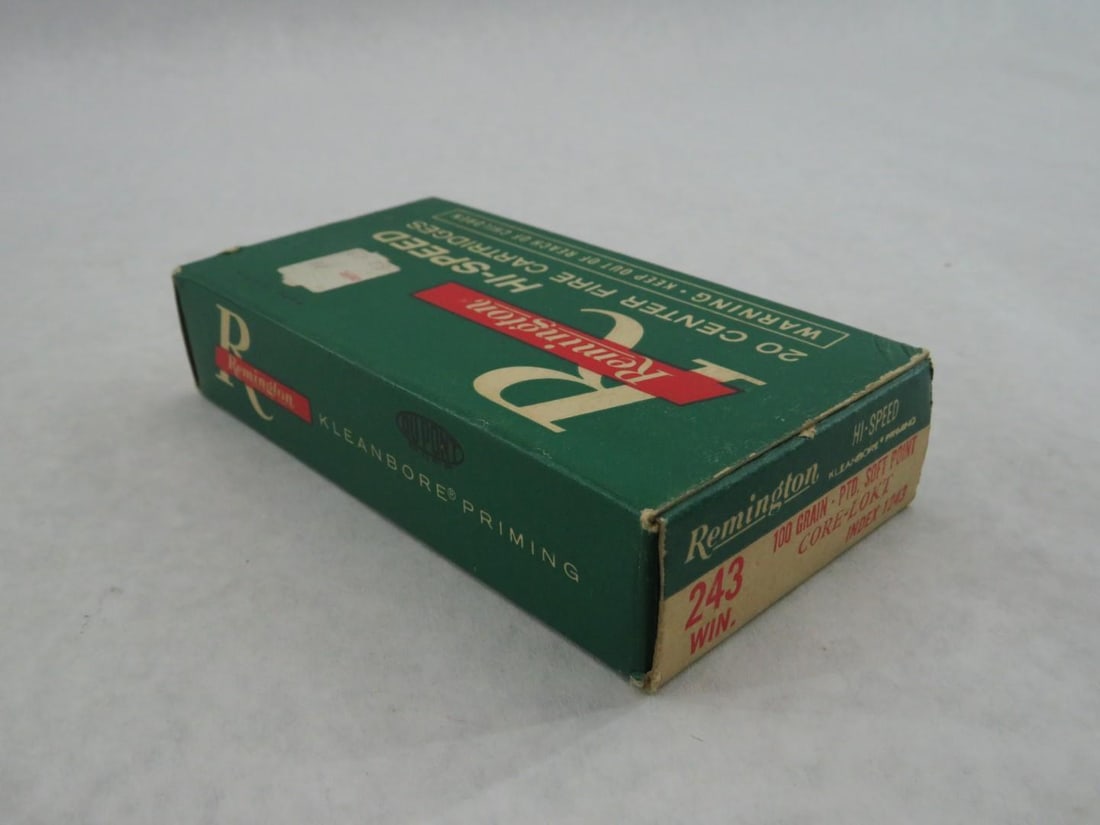 WARNING • KEEP OUT OF REACH OF CHILDREN
20 CENTER FIRE CARTRIDGES
HI-SPEED
R
Remington
R
Remington
KLEANBORE® PRIMING
DU PONT
Remington
HI-SPEED
KLEANBORE® PRIMING
243
WIN.
100 GRAIN - PTD. SOFT POINT
CORE-LOKT
INDEX 1243